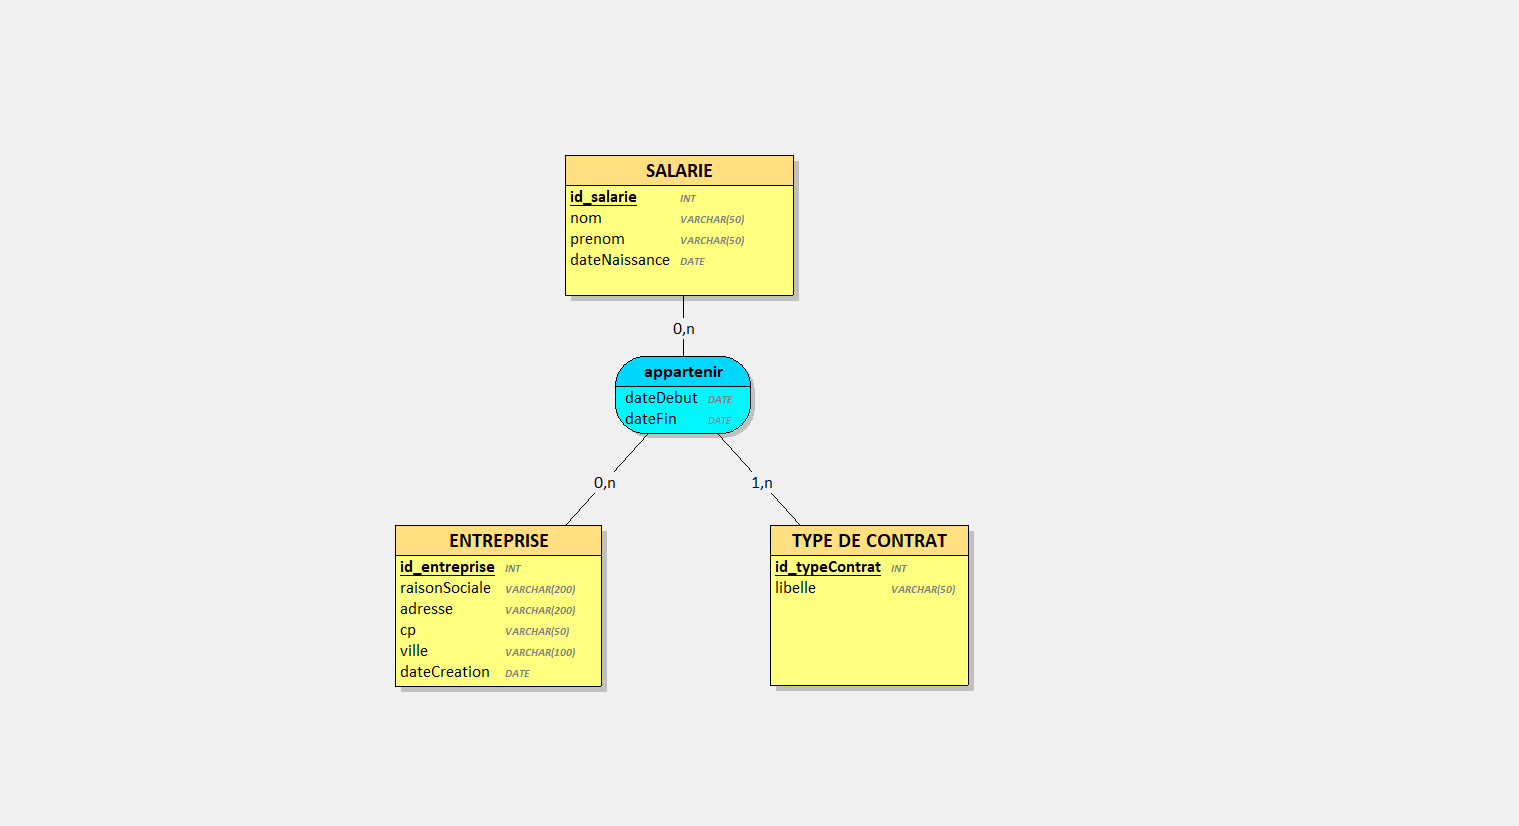 SALARIE
id_salarie INT
nom VARCHAR(50)
prenom VARCHAR(50)
dateNaissance DATE
0,n
appartenir
dateDebut DATE
dateFin DATE
0,n
1,n
ENTREPRISE
id_entreprise INT
raisonSociale VARCHAR(200)
adresse VARCHAR(200)
cp VARCHAR(50)
ville VARCHAR(100)
dateCreation DATE
TYPE DE CONTRAT
id_typeContrat INT
libelle VARCHAR(50)